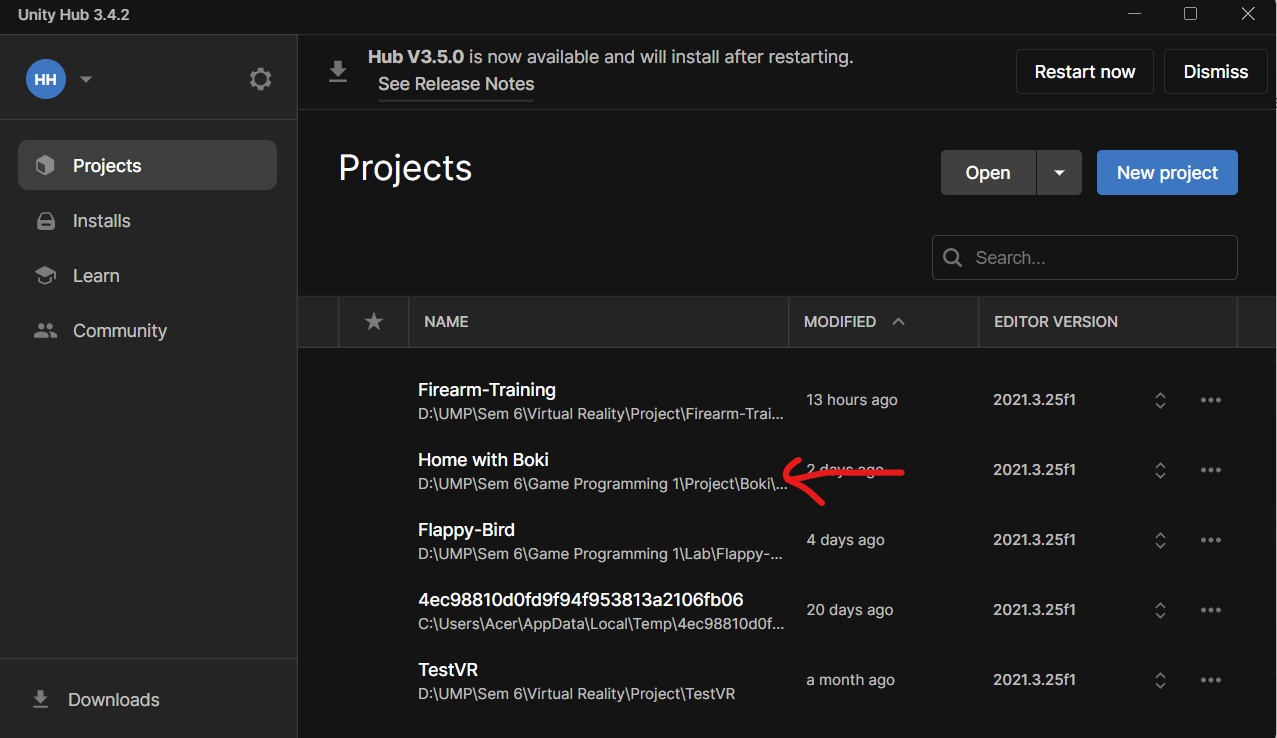 Unity Hub 3.4.2
HH
Hub V3.5.0 is now available and will install after restarting.
See Release Notes
Restart now
Dismiss
Projects
Installs
Learn
Community
Downloads
Projects
Open
New project
Search...
NAME MODIFIED EDITOR VERSION
Firearm-Training
D:\UMP\Sem 6\Virtual Reality\Project\Firearm-Trai...
13 hours ago 2021.3.25f1
Home with Boki
D:\UMP\Sem 6\Game Programming 1\Project\Boki\...
2 days ago 2021.3.25f1
Flappy-Bird
D:\UMP\Sem 6\Game Programming 1\Lab\Flappy-...
4 days ago 2021.3.25f1
4ec98810d0fd9f94f953813a2106fb06
C:\Users\Acer\AppData\Local\Temp\4ec98810d0f...
20 days ago 2021.3.25f1
TestVR
D:\UMP\Sem 6\Virtual Reality\Project\TestVR
a month ago 2021.3.25f1